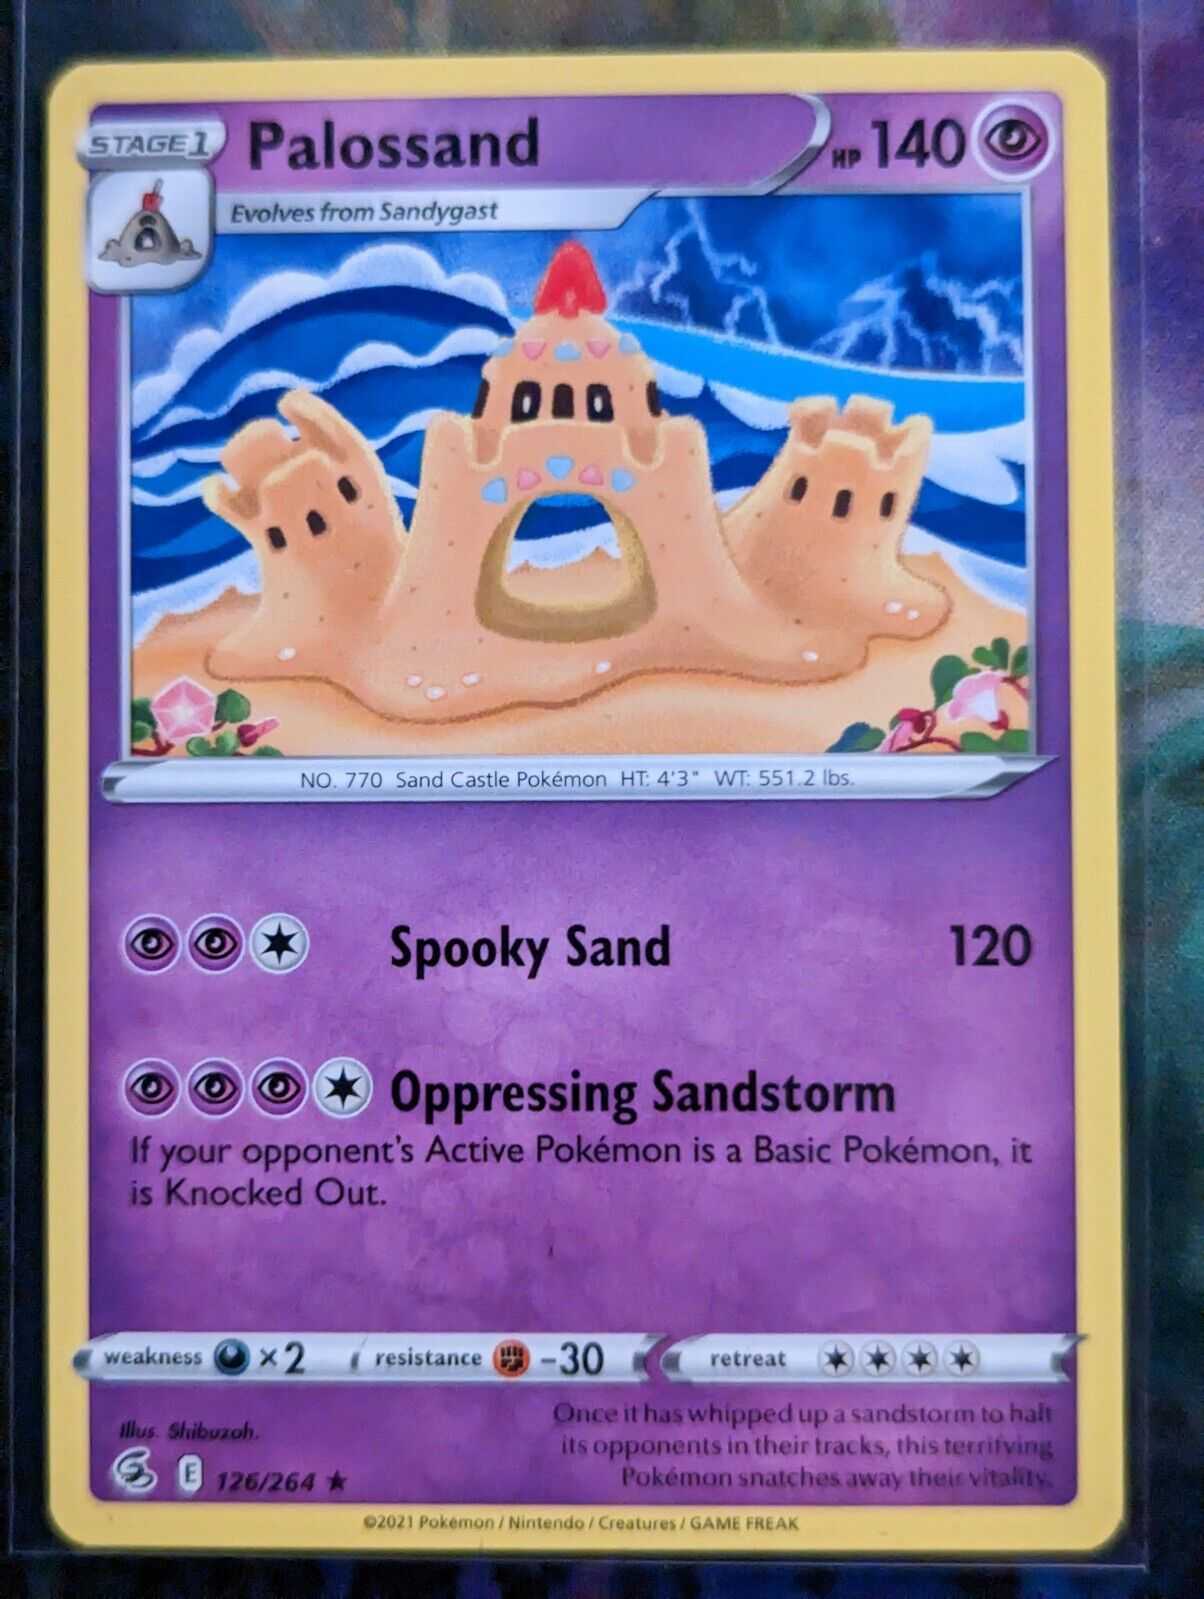 STAGE 1
Palossand
HP 140
Evolves from Sandygast
NO. 770 Sand Castle Pokémon HT: 4'3" WT: 551.2 lbs.
Spooky Sand 120
Oppressing Sandstorm
If your opponent's Active Pokémon is a Basic Pokémon, it
is Knocked Out.
weakness ×2 resistance -30 retreat
Illus. Shibuzoh.
Once it has whipped up a sandstorm to halt
its opponents in their tracks, this terrifying
Pokémon snatches away their vitality.
E 126/264 ★
©2021 Pokémon / Nintendo / Creatures / GAME FREAK